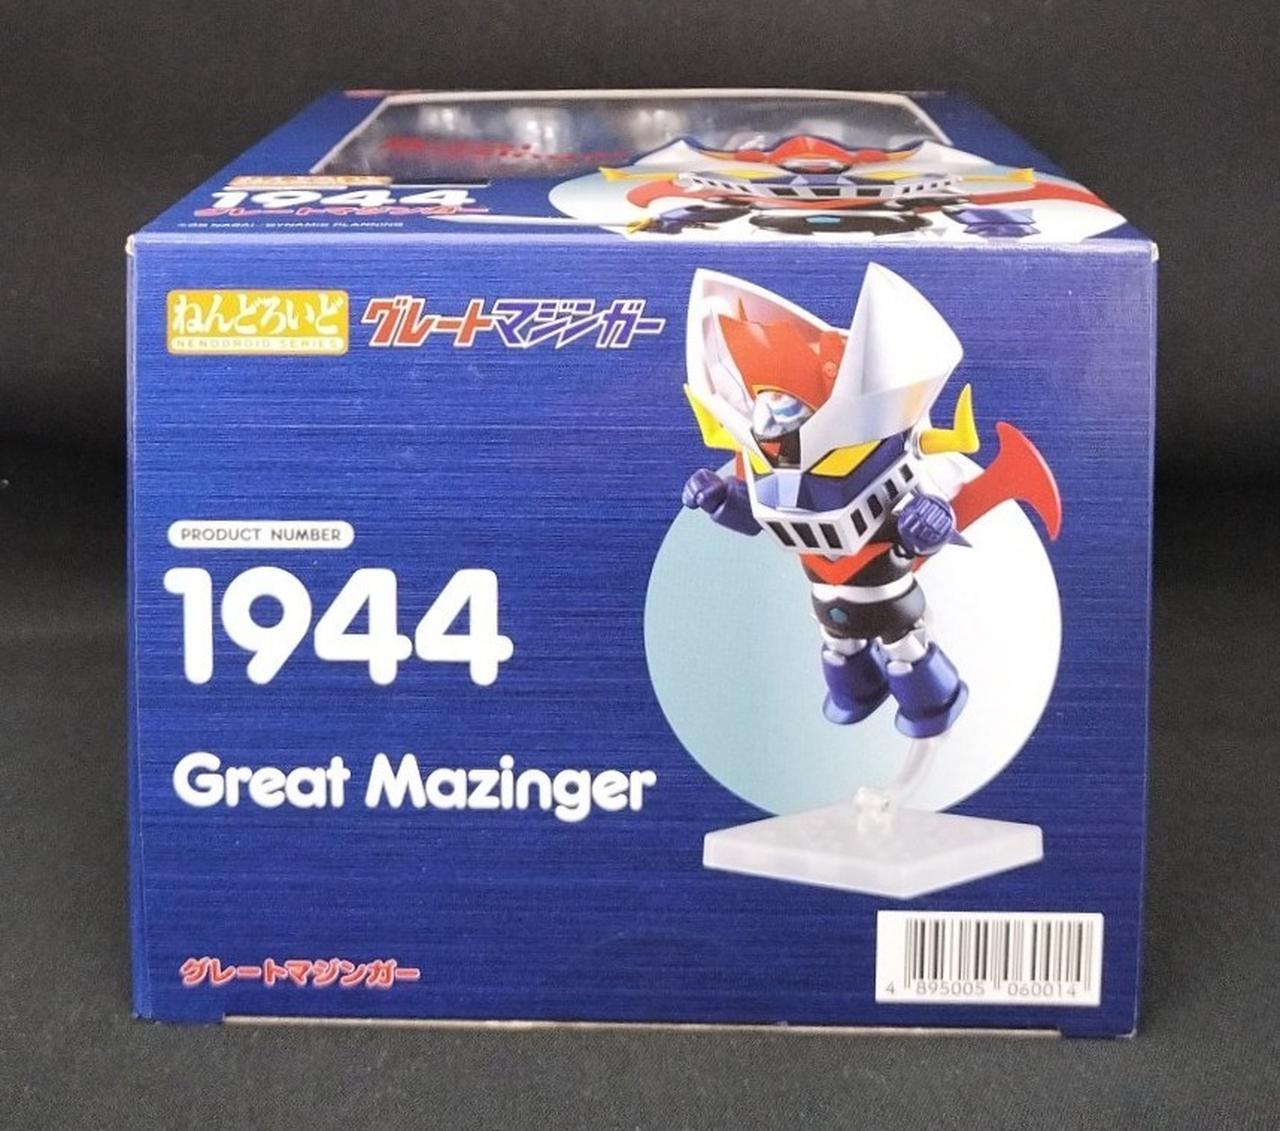 1944
グレートマジンガー
©GO NAGAI / DYNAMIC PLANNING
ねんどろいど
NENDOROID SERIES
グレートマジンガー
PRODUCT NUMBER
1944
Great Mazinger
グレートマジンガー
4 895005 060014